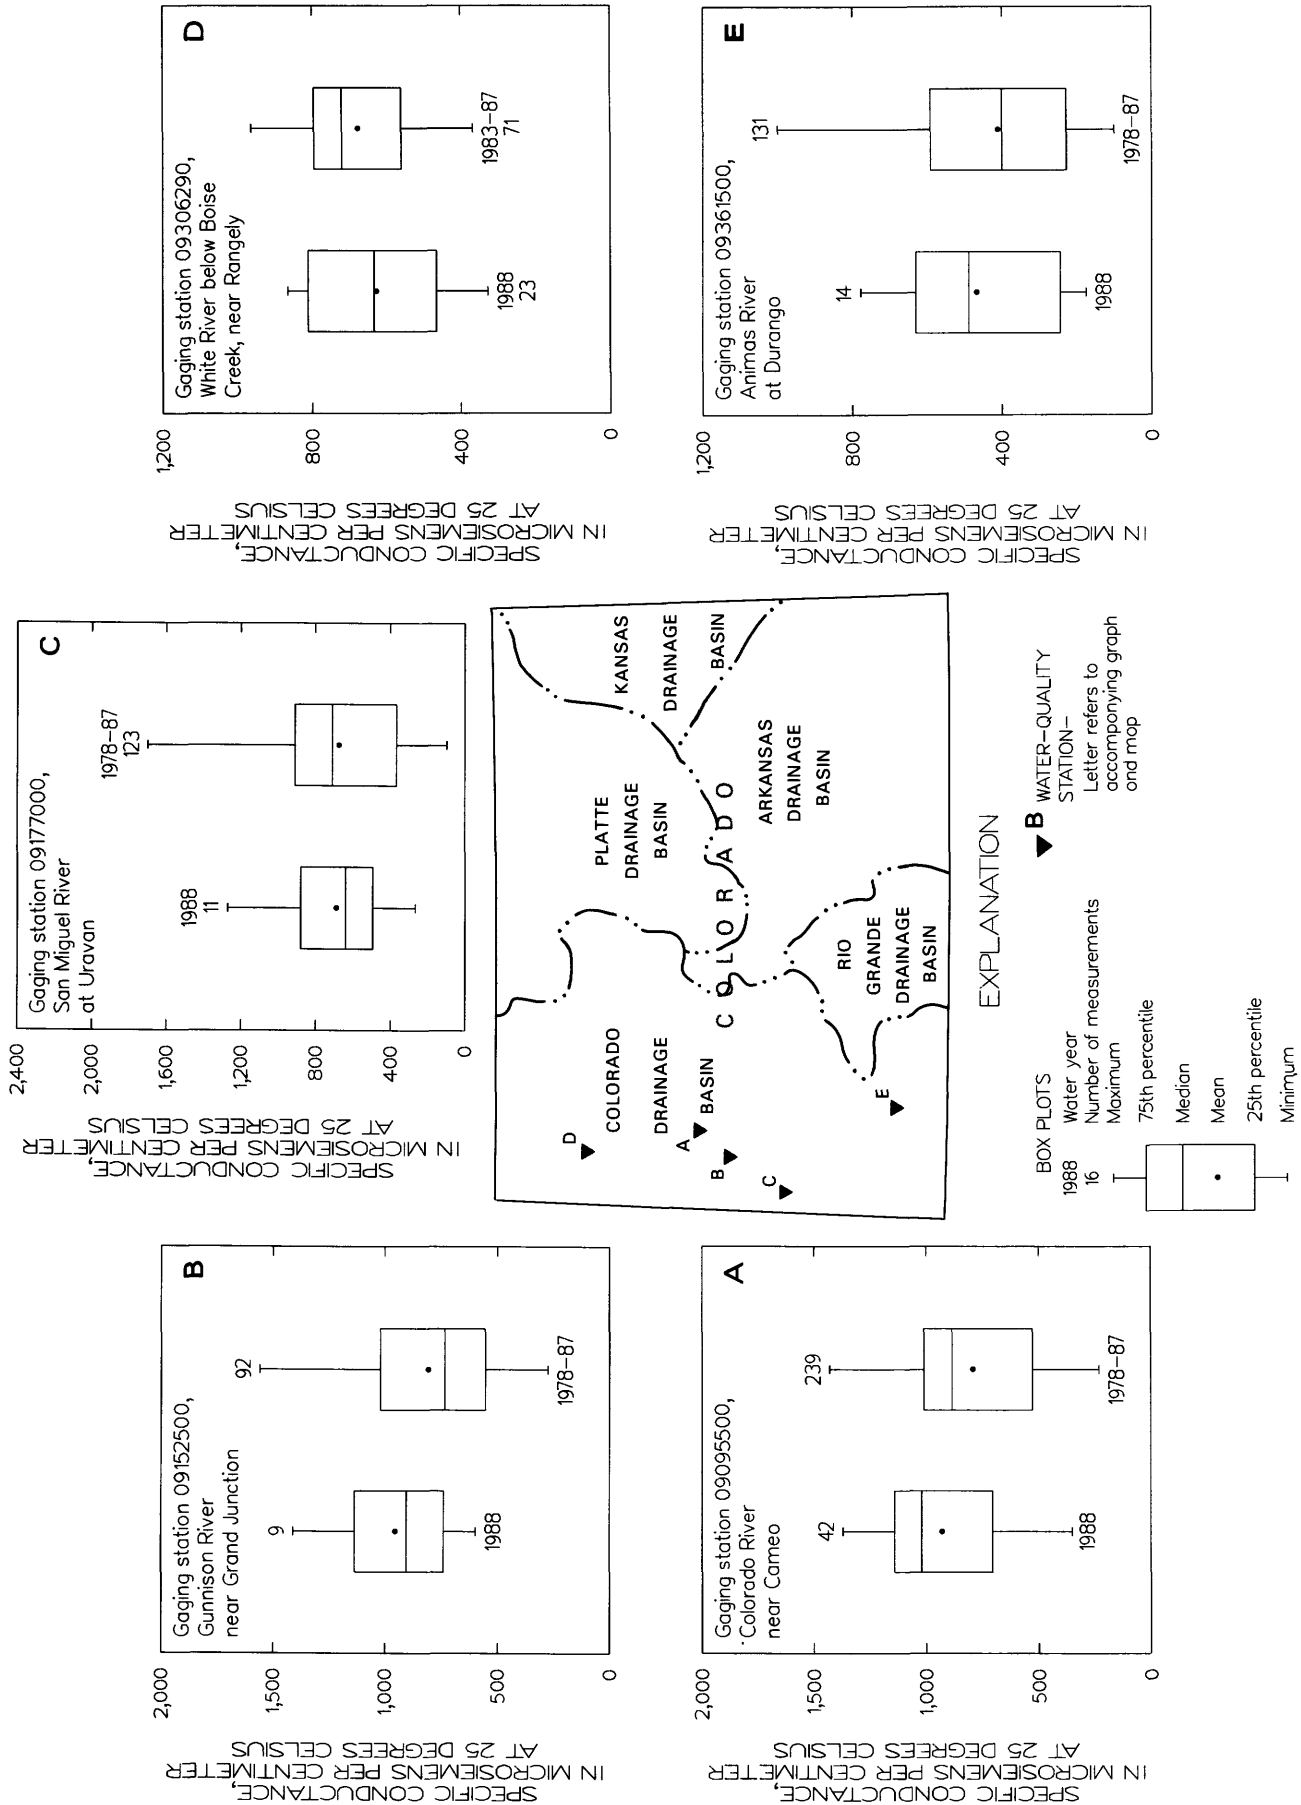 Gaging station 09152500,
Gunnison River
near Grand Junction
B
2,000
1,500
1,000
500
0
SPECIFIC CONDUCTANCE,
IN MICROSIEMENS PER CENTIMETER
AT 25 DEGREES CELSIUS
9
1988
92
1978–87
Gaging station 09177000,
San Miguel River
at Uravan
C
2,400
2,000
1,600
1,200
800
400
0
SPECIFIC CONDUCTANCE,
IN MICROSIEMENS PER CENTIMETER
AT 25 DEGREES CELSIUS
1988
11
1978–87
123
Gaging station 09306290,
White River below Boise
Creek, near Rangely
D
1,200
800
400
0
SPECIFIC CONDUCTANCE,
IN MICROSIEMENS PER CENTIMETER
AT 25 DEGREES CELSIUS
1988
23
1983–87
71
Gaging station 09095500,
Colorado River
near Cameo
A
2,000
1,500
1,000
500
0
SPECIFIC CONDUCTANCE,
IN MICROSIEMENS PER CENTIMETER
AT 25 DEGREES CELSIUS
42
1988
239
1978–87
D
A
B
C
E
COLORADO
DRAINAGE
BASIN
PLATTE
DRAINAGE
BASIN
KANSAS
DRAINAGE
BASIN
COLORADO
ARKANSAS
DRAINAGE
BASIN
RIO
GRANDE
DRAINAGE
BASIN
Gaging station 09361500,
Animas River
at Durango
E
1,200
800
400
0
SPECIFIC CONDUCTANCE,
IN MICROSIEMENS PER CENTIMETER
AT 25 DEGREES CELSIUS
14
1988
131
1978–87
EXPLANATION
BOX PLOTS
1988 Water year
16 Number of measurements
Maximum
75th percentile
Median
Mean
25th percentile
Minimum
B WATER–QUALITY
STATION–
Letter refers to
accompanying graph
and map